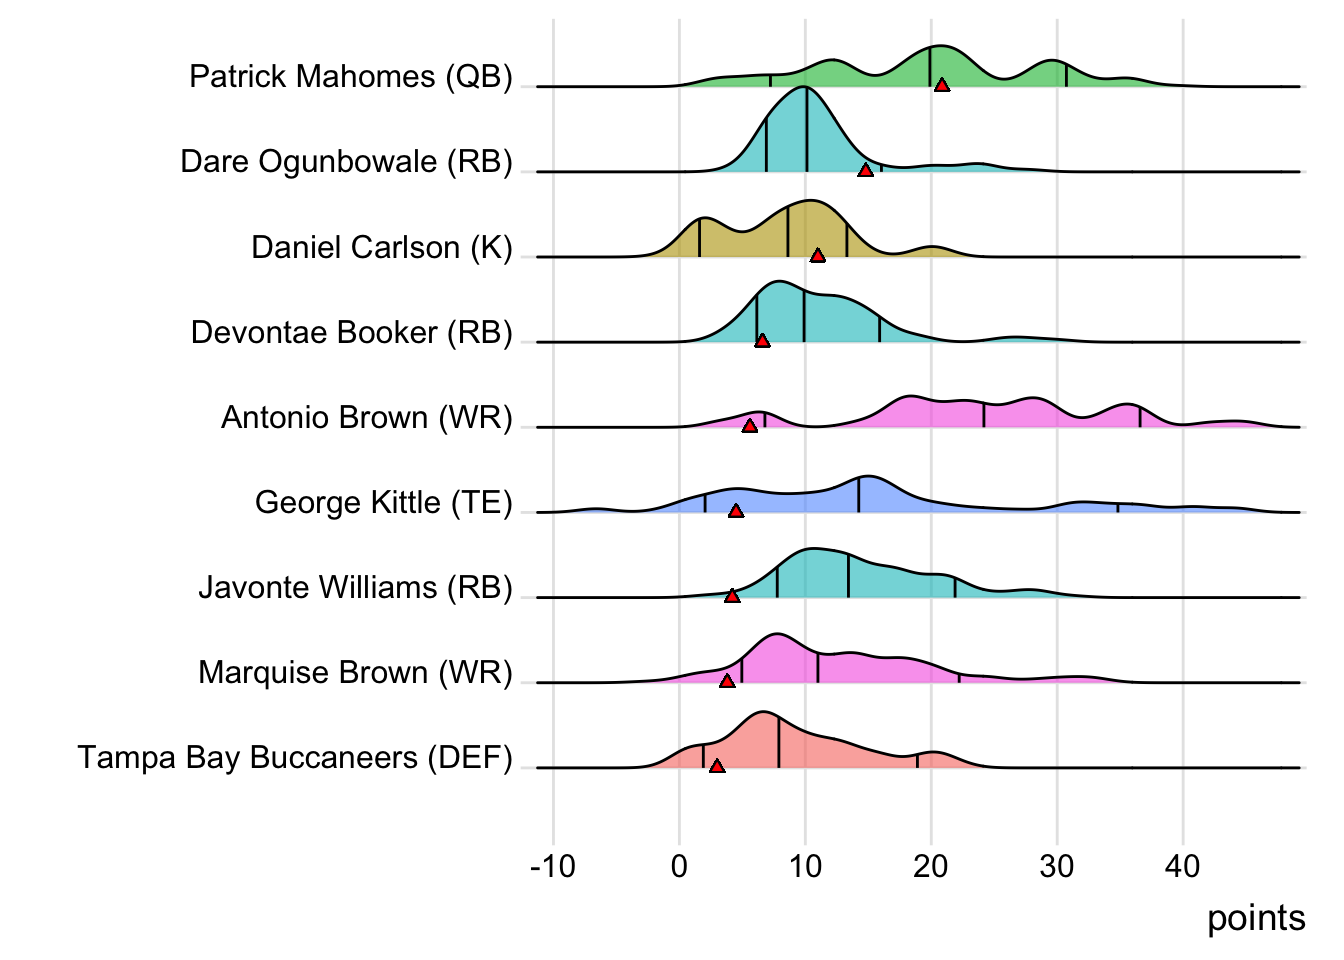 Patrick Mahomes (QB)
Dare Ogunbowale (RB)
Daniel Carlson (K)
Devontae Booker (RB)
Antonio Brown (WR)
George Kittle (TE)
Javonte Williams (RB)
Marquise Brown (WR)
Tampa Bay Buccaneers (DEF)
-10 0 10 20 30 40
points